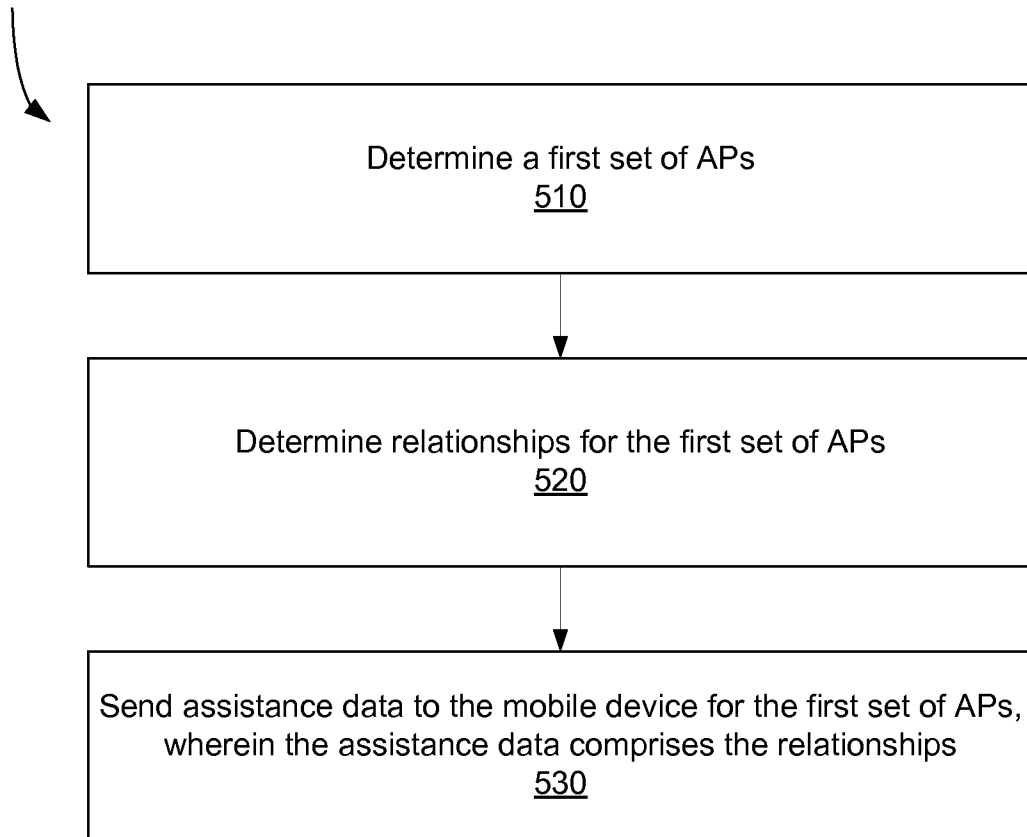 Determine a first set of APs
510
Determine relationships for the first set of APs
520
Send assistance data to the mobile device for the first set of APs,
wherein the assistance data comprises the relationships
530